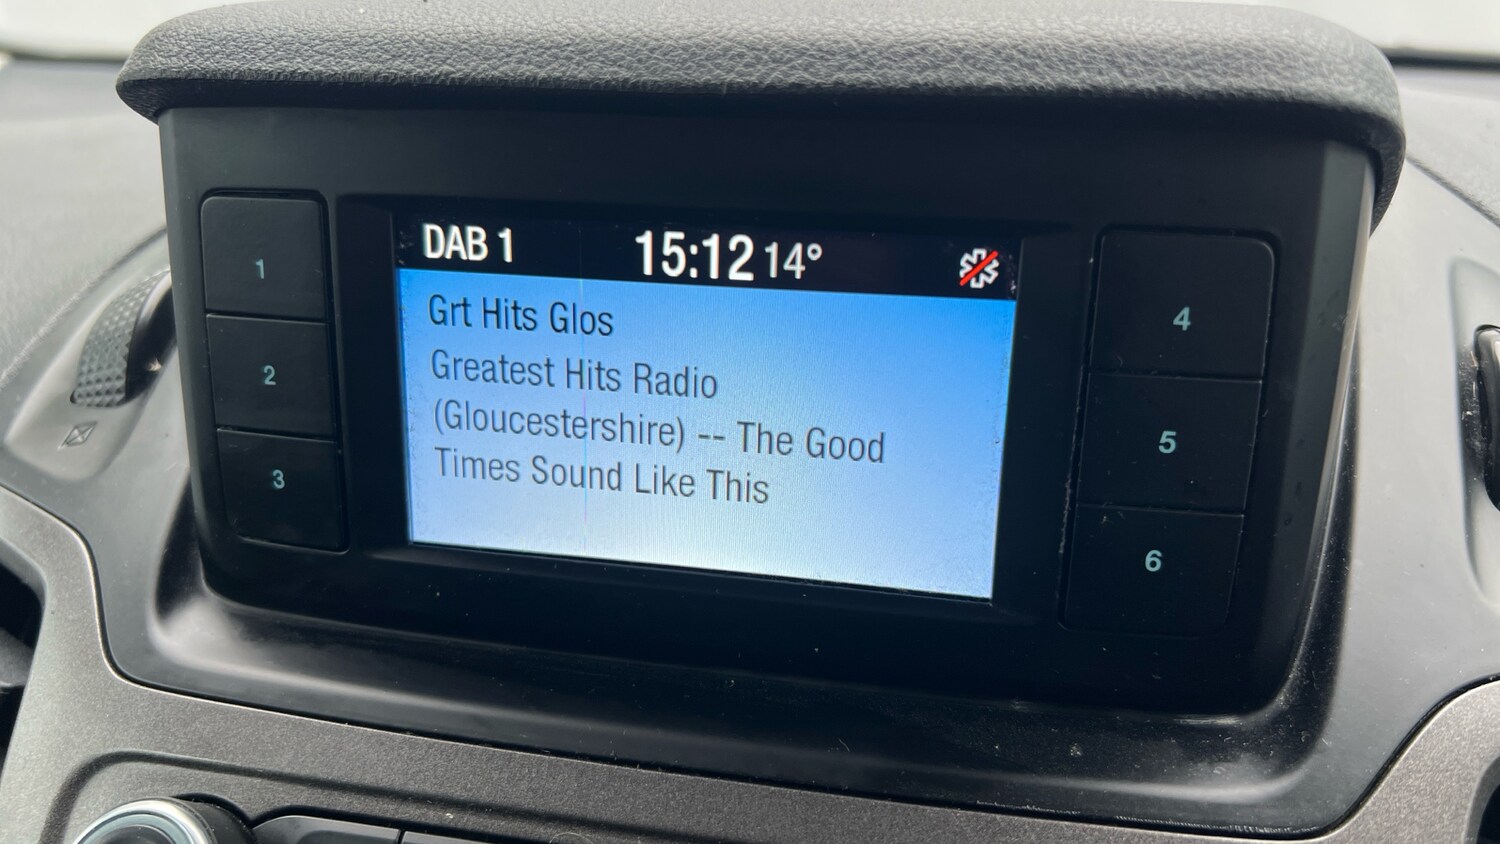 DAB 1 15:12 14°
Grt Hits Glos
Greatest Hits Radio
(Gloucestershire) -- The Good
Times Sound Like This
1
2
3
4
5
6